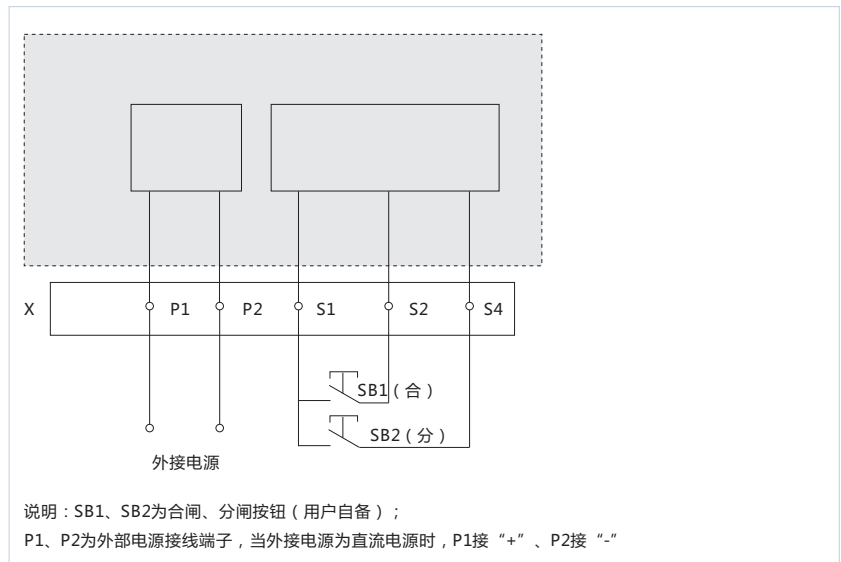 X P1 P2 S1 S2 S4
SB1（合）
SB2（分）
外接电源
说明：SB1、SB2为合闸、分闸按钮（用户自备）；
P1、P2为外部电源接线端子，当外接电源为直流电源时，P1接“+”、P2接“-”